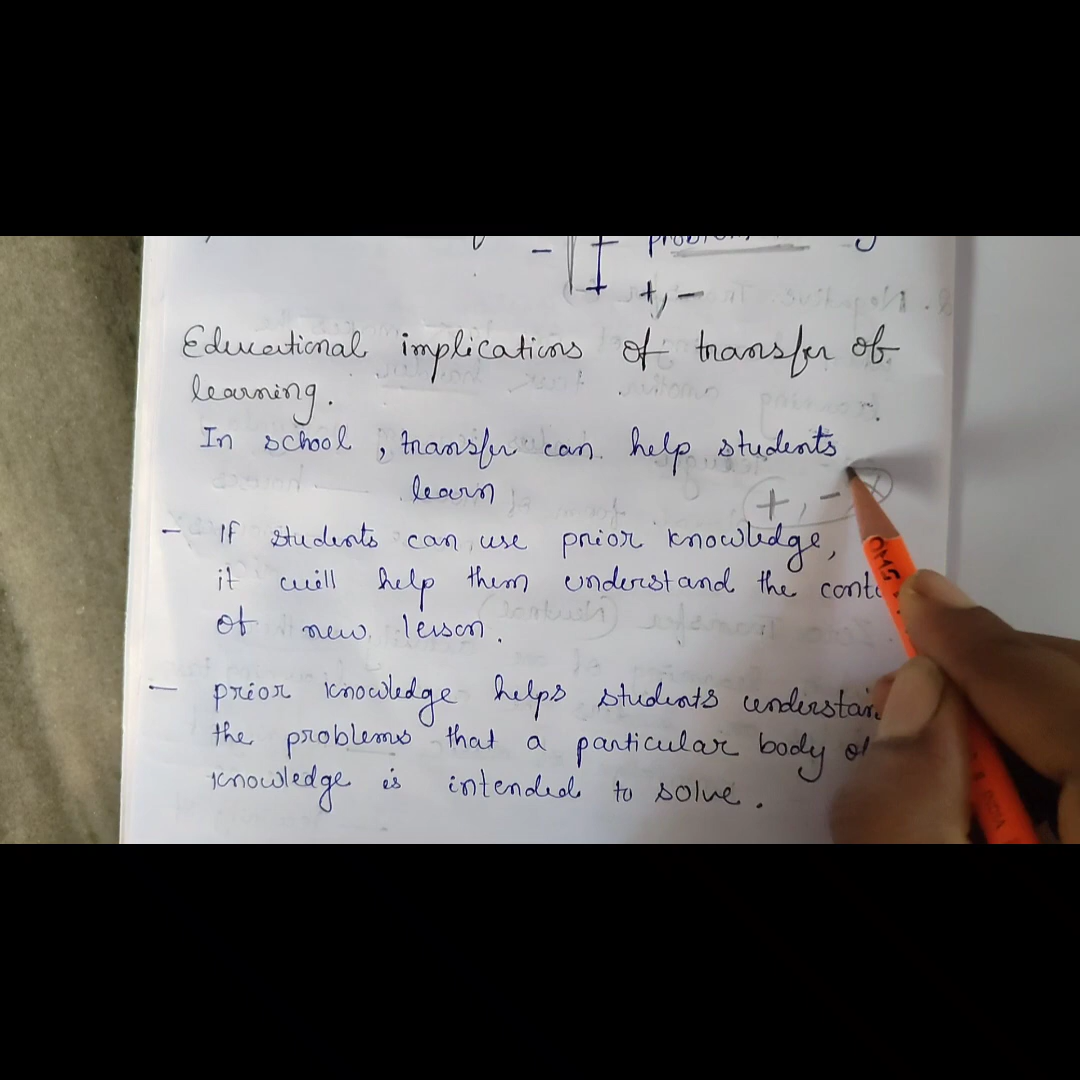 +, -
Educational implications of transfer of
learning.
In school, transfer can help students
learn
+, - ×
- If students can use prior knowledge,
it will help them understand the
of new lesson.
- prior knowledge helps students
the problems that a particular body
knowledge is intended to solve.
OMS